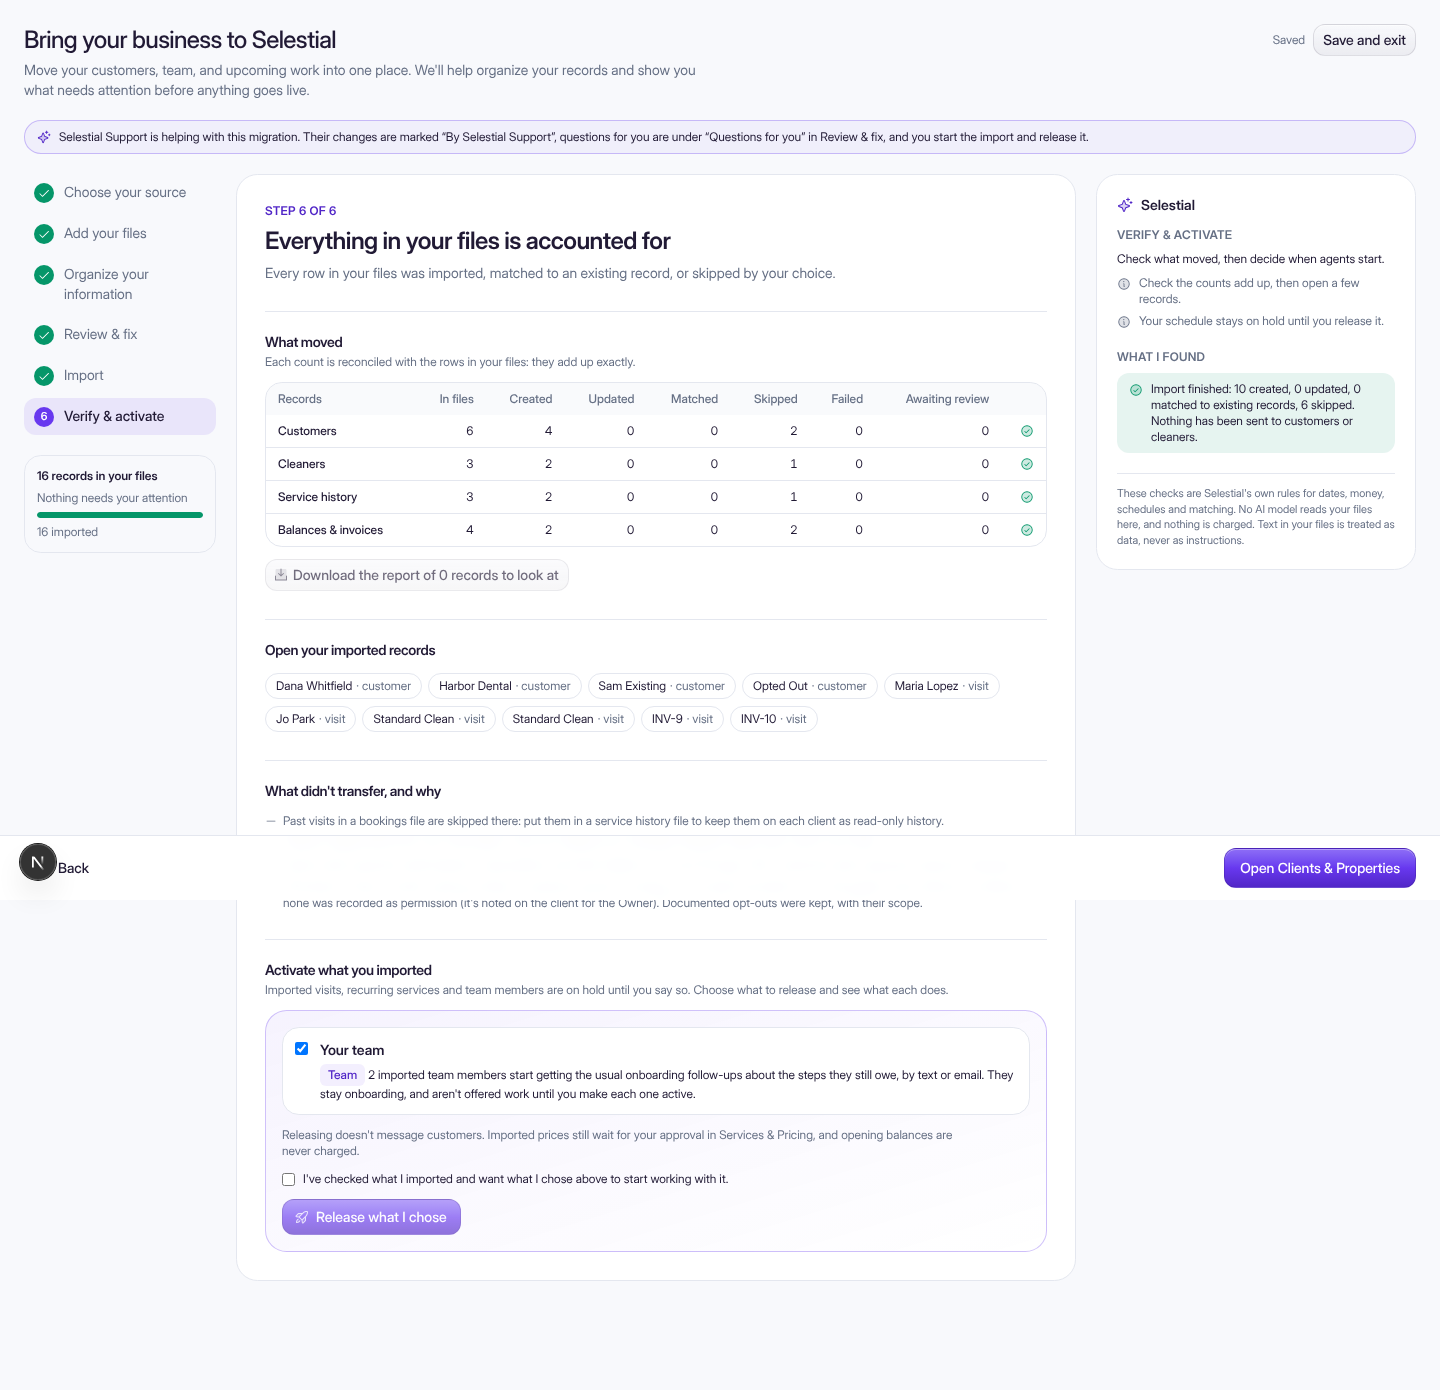 Bring your business to Selestial
Saved
Save and exit
Move your customers, team, and upcoming work into one place. We'll help organize your records and show you
what needs attention before anything goes live.
Selestial Support is helping with this migration. Their changes are marked “By Selestial Support”, questions for you are under “Questions for you” in Review & fix, and you start the import and release it.
Choose your source
Add your files
Organize your
information
Review & fix
Import
6 Verify & activate
16 records in your files
Nothing needs your attention
16 imported
STEP 6 OF 6
Everything in your files is accounted for
Every row in your files was imported, matched to an existing record, or skipped by your choice.
What moved
Each count is reconciled with the rows in your files: they add up exactly.
Records In files Created Updated Matched Skipped Failed Awaiting review
Customers 6 4 0 0 2 0 0
Cleaners 3 2 0 0 1 0 0
Service history 3 2 0 0 1 0 0
Balances & invoices 4 2 0 0 2 0 0
Download the report of 0 records to look at
Open your imported records
Dana Whitfield · customer Harbor Dental · customer Sam Existing · customer Opted Out · customer Maria Lopez · visit
Jo Park · visit Standard Clean · visit Standard Clean · visit INV-9 · visit INV-10 · visit
What didn't transfer, and why
— Past visits in a bookings file are skipped there: put them in a service history file to keep them on each client as read-only history.
N Back
Open Clients & Properties
none was recorded as permission (it's noted on the client for the Owner). Documented opt-outs were kept, with their scope.
Activate what you imported
Imported visits, recurring services and team members are on hold until you say so. Choose what to release and see what each does.
Your team
Team 2 imported team members start getting the usual onboarding follow-ups about the steps they still owe, by text or email. They
stay onboarding, and aren't offered work until you make each one active.
Releasing doesn't message customers. Imported prices still wait for your approval in Services & Pricing, and opening balances are
never charged.
I've checked what I imported and want what I chose above to start working with it.
Release what I chose
Selestial
VERIFY & ACTIVATE
Check what moved, then decide when agents start.
Check the counts add up, then open a few
records.
Your schedule stays on hold until you release it.
WHAT I FOUND
Import finished: 10 created, 0 updated, 0
matched to existing records, 6 skipped.
Nothing has been sent to customers or
cleaners.
These checks are Selestial's own rules for dates, money,
schedules and matching. No AI model reads your files
here, and nothing is charged. Text in your files is treated as
data, never as instructions.